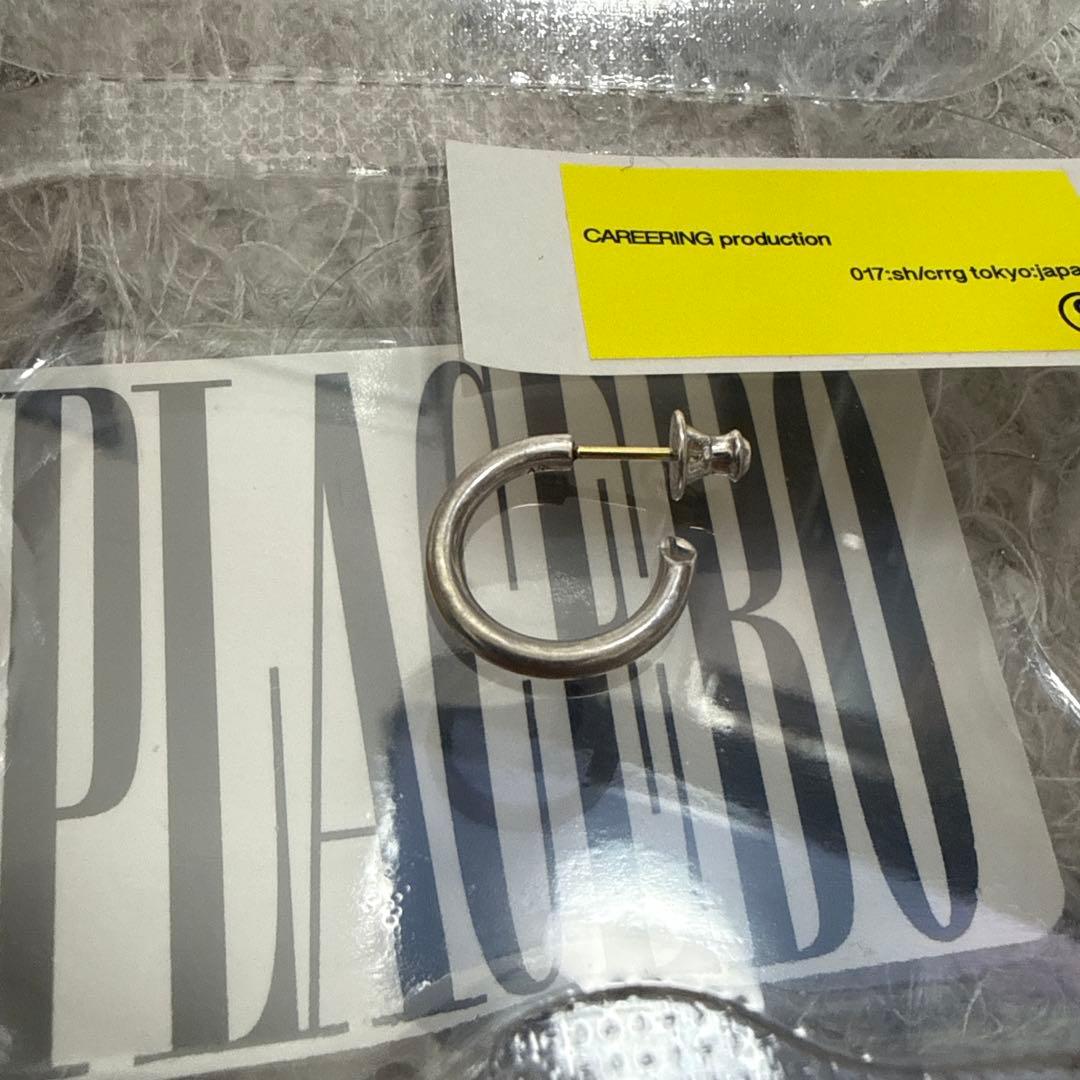 CAREERING production
017:sh/crrg tokyo:japa
PLACEBO